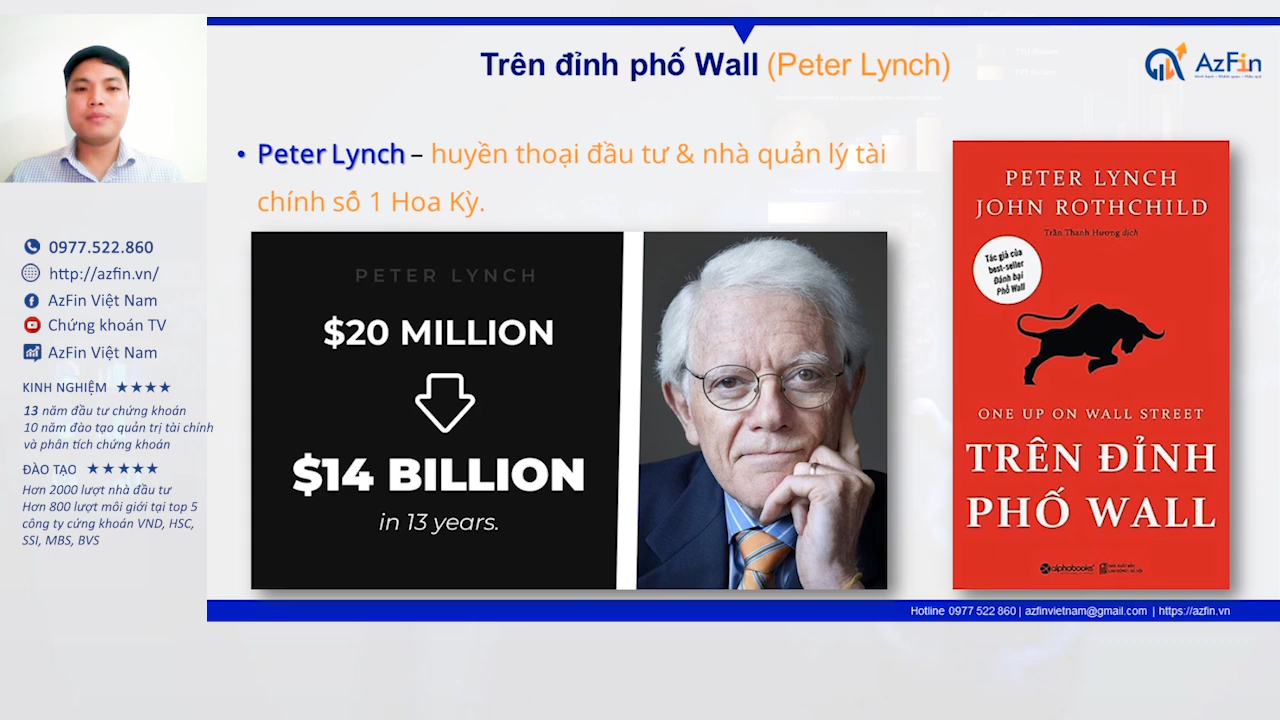 Trên đỉnh phố Wall (Peter Lynch)
AzFin
• Peter Lynch – huyền thoại đầu tư & nhà quản lý tài
chính số 1 Hoa Kỳ.
PETER LYNCH
$20 MILLION
$14 BILLION
in 13 years.
PETER LYNCH
JOHN ROTHCHILD
Trần Thanh Hương dịch
Tác giả của
best-seller
Đánh bại
Phố Wall
ONE UP ON WALL STREET
TRÊN ĐỈNH
PHỐ WALL
alphabooks
0977.522.860
http://azfin.vn/
AzFin Việt Nam
Chứng khoán TV
AzFin Việt Nam
KINH NGHIỆM ★★★★
13 năm đầu tư chứng khoán
10 năm đào tạo quản trị tài chính
và phân tích chứng khoán
ĐÀO TẠO ★★★★★
Hơn 2000 lượt nhà đầu tư
Hơn 800 lượt môi giới tại top 5
công ty cứng khoán VND, HSC,
SSI, MBS, BVS
Hotline 0977 522 860 | azfinvietnam@gmail.com | https://azfin.vn